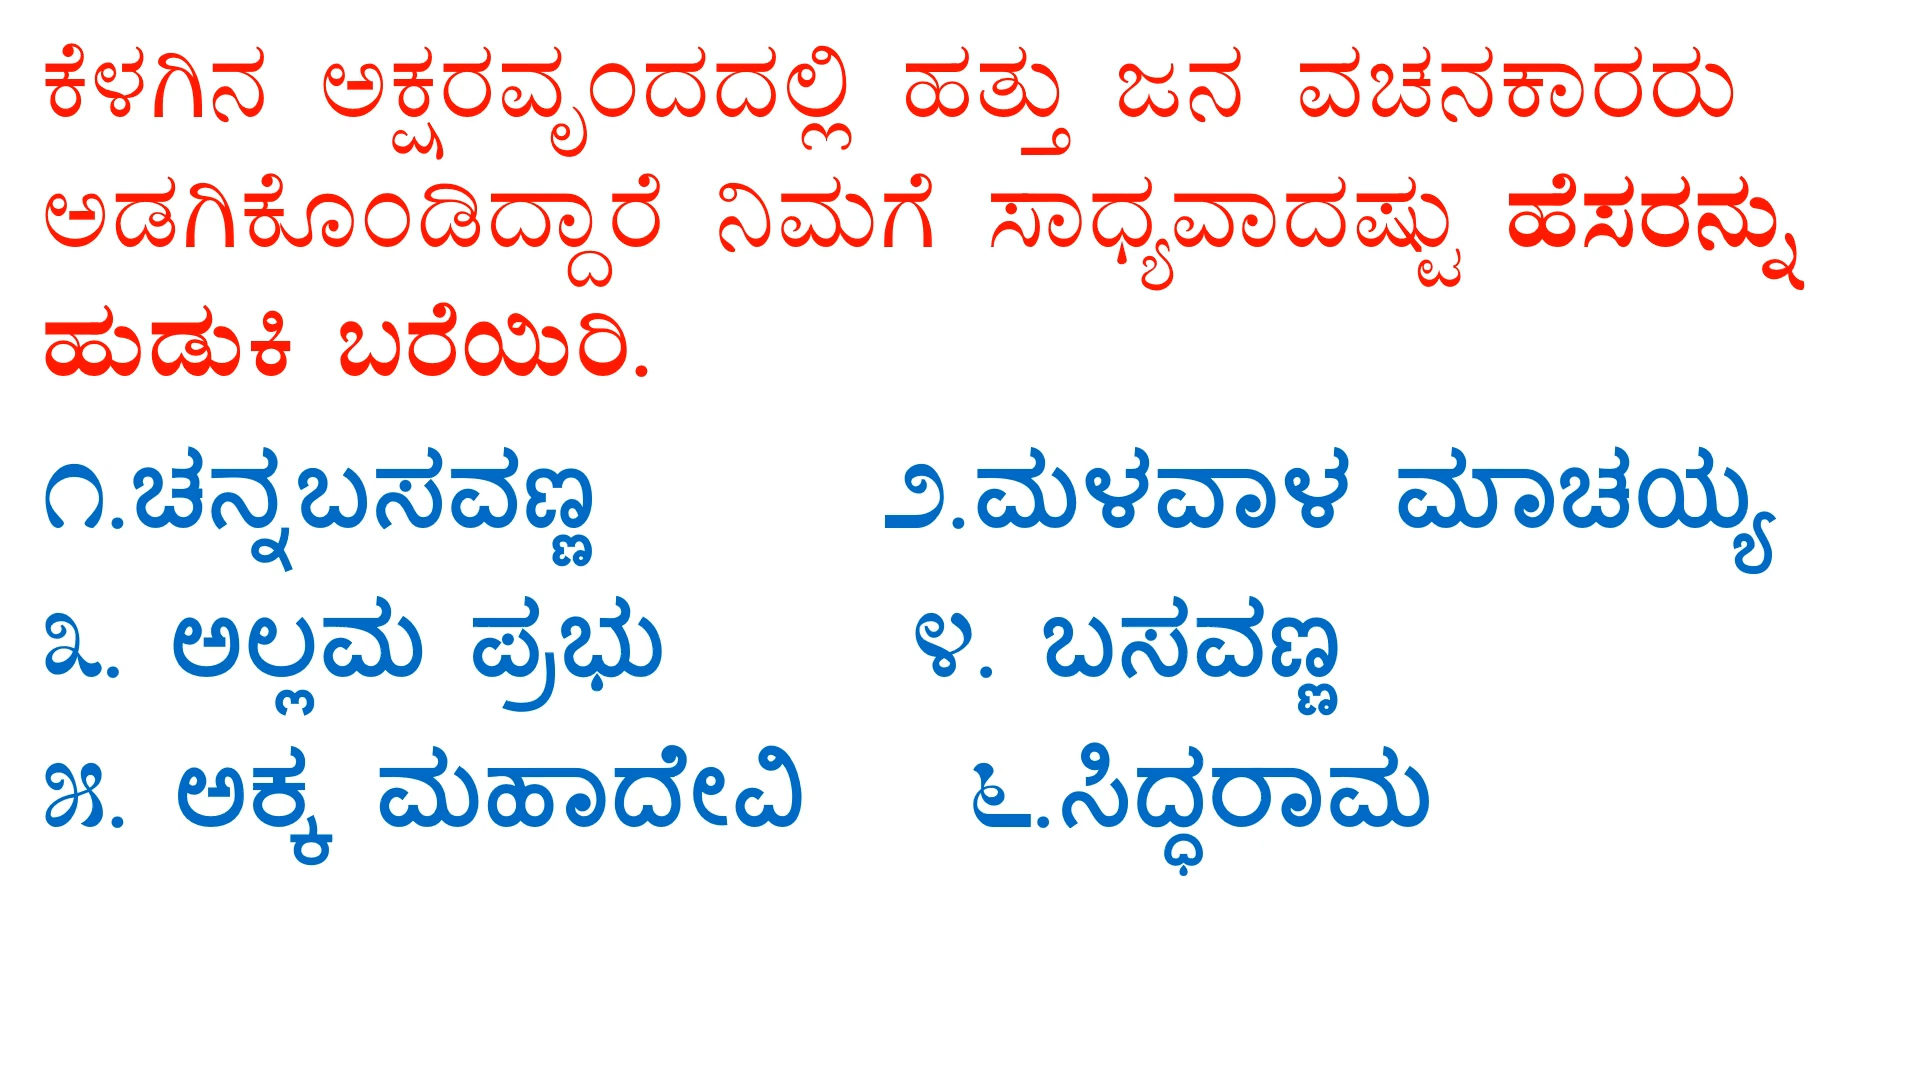 ಕೆಳಗಿನ ಅಕ್ಷರವೃಂದದಲ್ಲಿ ಹತ್ತು ಜನ ವಚನಕಾರರು
ಅಡಗಿಕೊಂಡಿದ್ದಾರೆ ನಿಮಗೆ ಸಾಧ್ಯವಾದಷ್ಟು ಹೆಸರನ್ನು
ಹುಡುಕಿ ಬರೆಯಿರಿ.
೧.ಚನ್ನಬಸವಣ್ಣ ೨.ಮಳವಾಳ ಮಾಚಯ್ಯ
೩. ಅಲ್ಲಮ ಪ್ರಭು ೪. ಬಸವಣ್ಣ
೫. ಅಕ್ಕ ಮಹಾದೇವಿ ೬.ಸಿದ್ಧರಾಮ